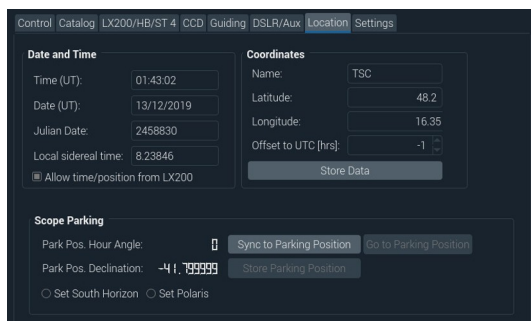 Control Catalog LX200/HB/ST 4 CCD Guiding DSLR/Aux Location Settings
Date and Time
Time (UT): 01:43:02
Date (UT): 13/12/2019
Julian Date: 2458830
Local sidereal time: 8.23846
Allow time/position from LX200
Coordinates
Name: TSC
Latitude: 48.2
Longitude: 16.35
Offset to UTC [hrs]: -1
Store Data
Scope Parking
Park Pos. Hour Angle: 0 Sync to Parking Position Go to Parking Position
Park Pos. Declination: -41.799999 Store Parking Position
Set South Horizon Set Polaris